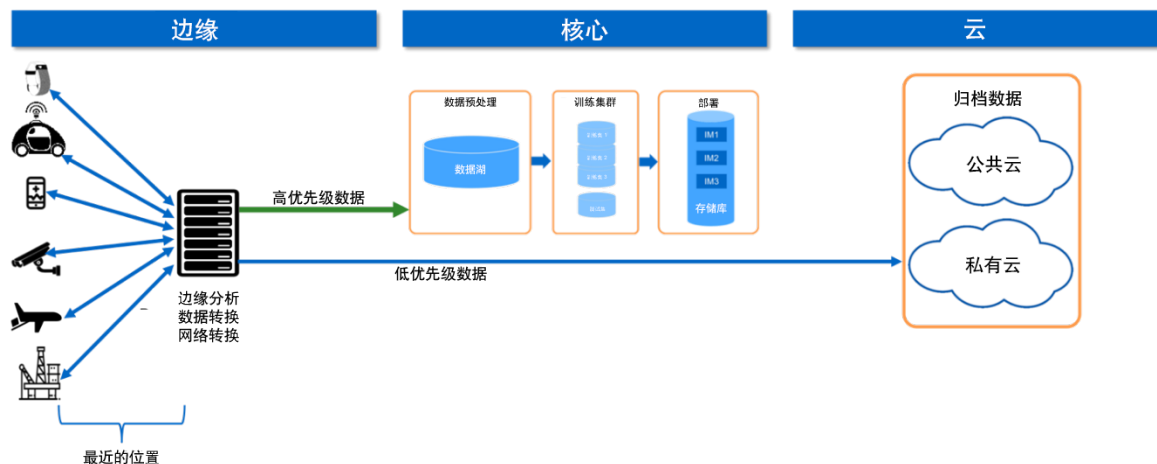 边缘
核心
云
数据预处理
训练集群
部署
归档数据
数据湖
IM1
IM2
IM3
存储库
公共云
私有云
高优先级数据
低优先级数据
边缘分析
数据转换
网络转换
最近的位置